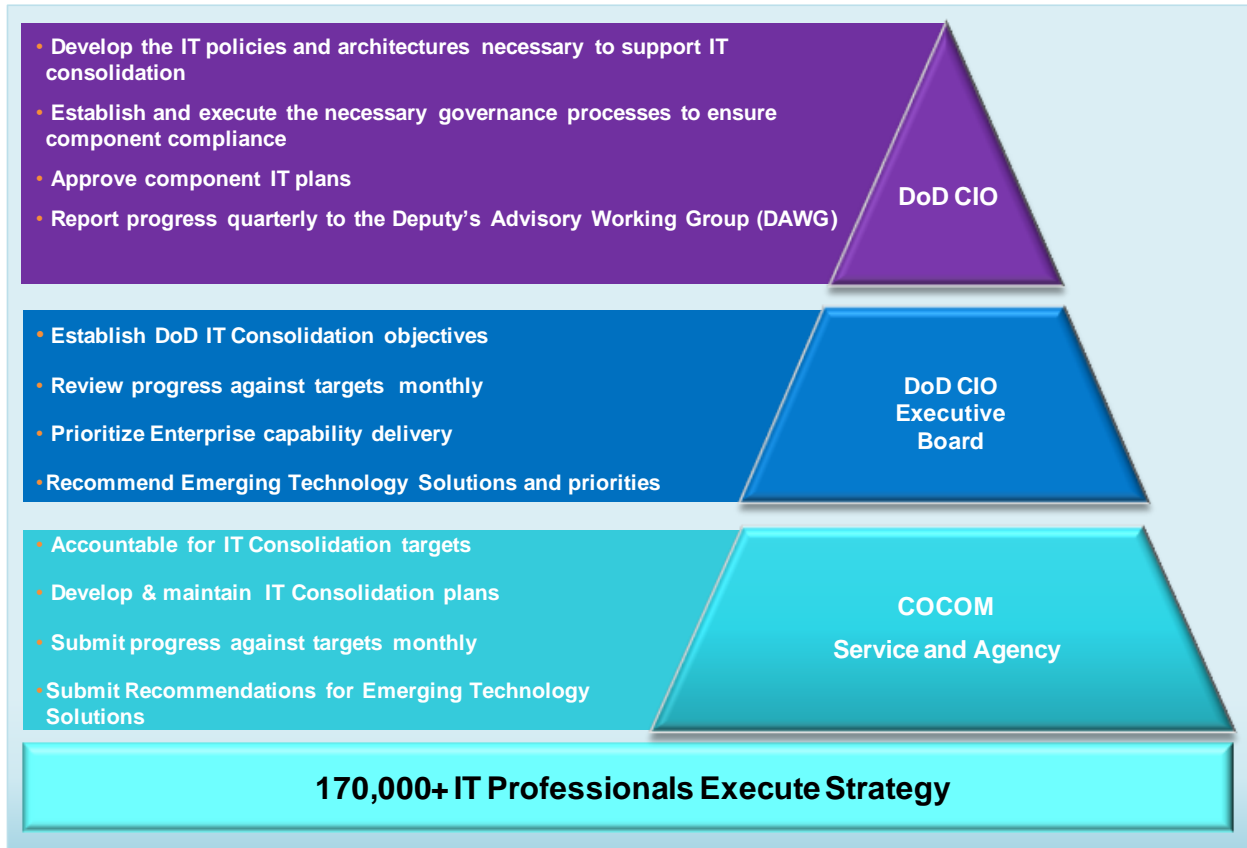 • Develop the IT policies and architectures necessary to support IT
consolidation
• Establish and execute the necessary governance processes to ensure
component compliance
• Approve component IT plans
• Report progress quarterly to the Deputy’s Advisory Working Group (DAWG)
DoD CIO
• Establish DoD IT Consolidation objectives
• Review progress against targets monthly
• Prioritize Enterprise capability delivery
• Recommend Emerging Technology Solutions and priorities
DoD CIO
Executive
Board
• Accountable for IT Consolidation targets
• Develop & maintain IT Consolidation plans
• Submit progress against targets monthly
• Submit Recommendations for Emerging Technology
Solutions
COCOM
Service and Agency
170,000+ IT Professionals Execute Strategy